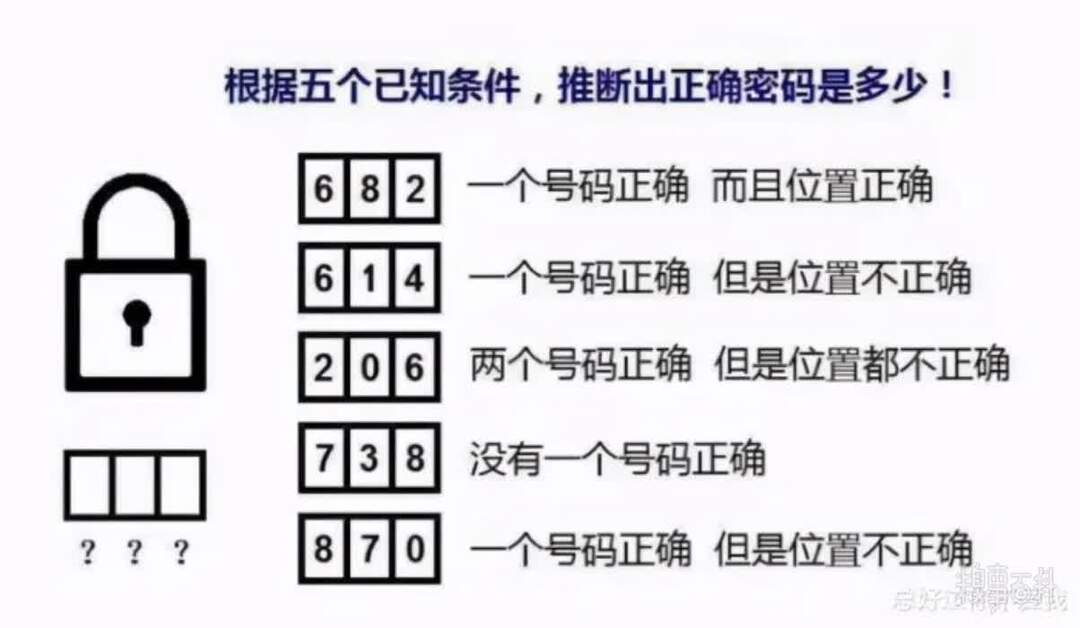 根据五个已知条件，推断出正确密码是多少！
6 8 2 一个号码正确 而且位置正确
6 1 4 一个号码正确 但是位置不正确
2 0 6 两个号码正确 但是位置都不正确
7 3 8 没有一个号码正确
8 7 0 一个号码正确 但是位置不正确
? ? ?